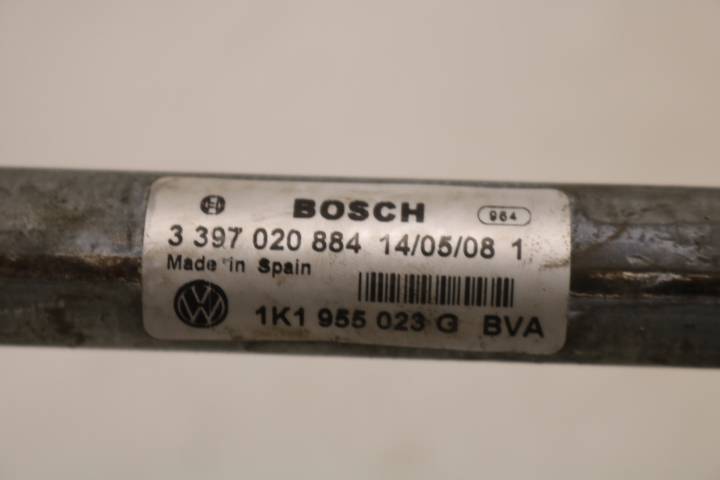 BOSCH 964
3 397 020 884 14/05/08 1
Made in Spain
1K1 955 023 G BVA